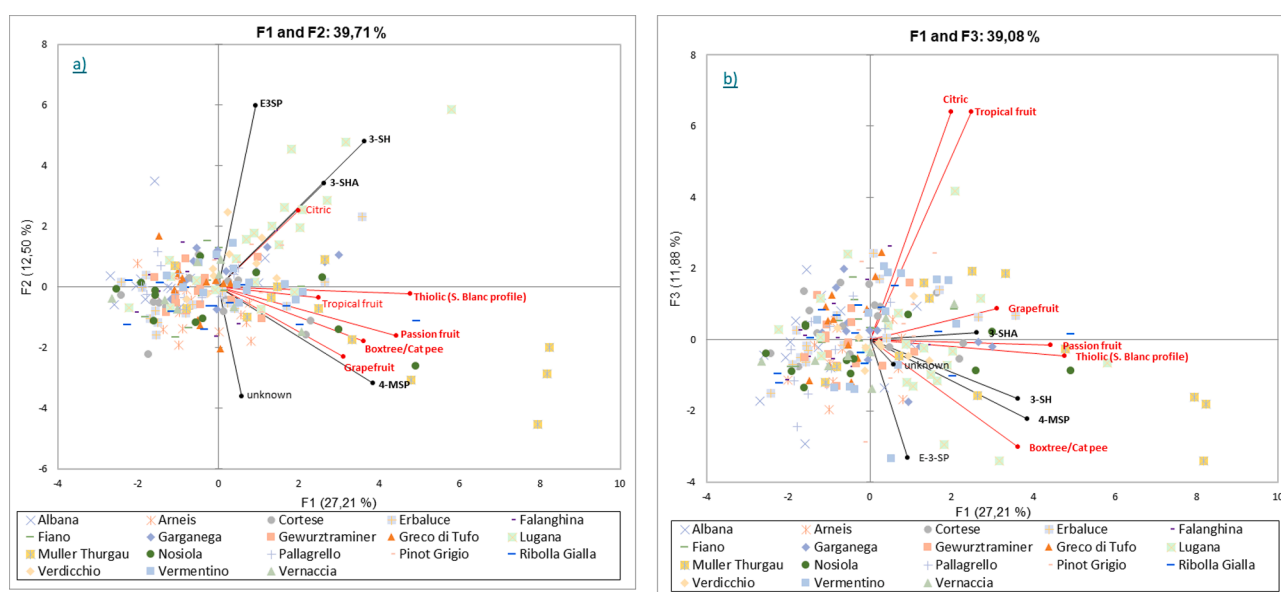 F1 and F2: 39,71 %
a)
8
6
4
2
0
-2
-4
-6
F2 (12,50 %)
E3SP
3-SH
3-SHA
Citric
Thiolic (S. Blanc profile)
Tropical fruit
Passion fruit
Boxtree/Cat pee
Grapefruit
4-MSP
unknown
-4 -2 0 2 4 6 8 10
F1 (27,21 %)
Albana Arneis Cortese Erbaluce Falanghina
Fiano Garganega Gewurztraminer Greco di Tufo Lugana
Muller Thurgau Nosiola Pallagrello Pinot Grigio Ribolla Gialla
Verdicchio Vermentino Vernaccia
F1 and F3: 39,08 %
b)
8
6
4
2
0
-2
-4
F3 (11,88 %)
Citric
Tropical fruit
Grapefruit
3-SHA
Passion fruit
Thiolic (S. Blanc profile)
unknown
3-SH
4-MSP
Boxtree/Cat pee
E-3-SP
-4 -2 0 2 4 6 8 10
F1 (27,21 %)
Albana Arneis Cortese Erbaluce Falanghina
Fiano Garganega Gewurztraminer Greco di Tufo Lugana
Muller Thurgau Nosiola Pallagrello Pinot Grigio Ribolla Gialla
Verdicchio Vermentino Vernaccia